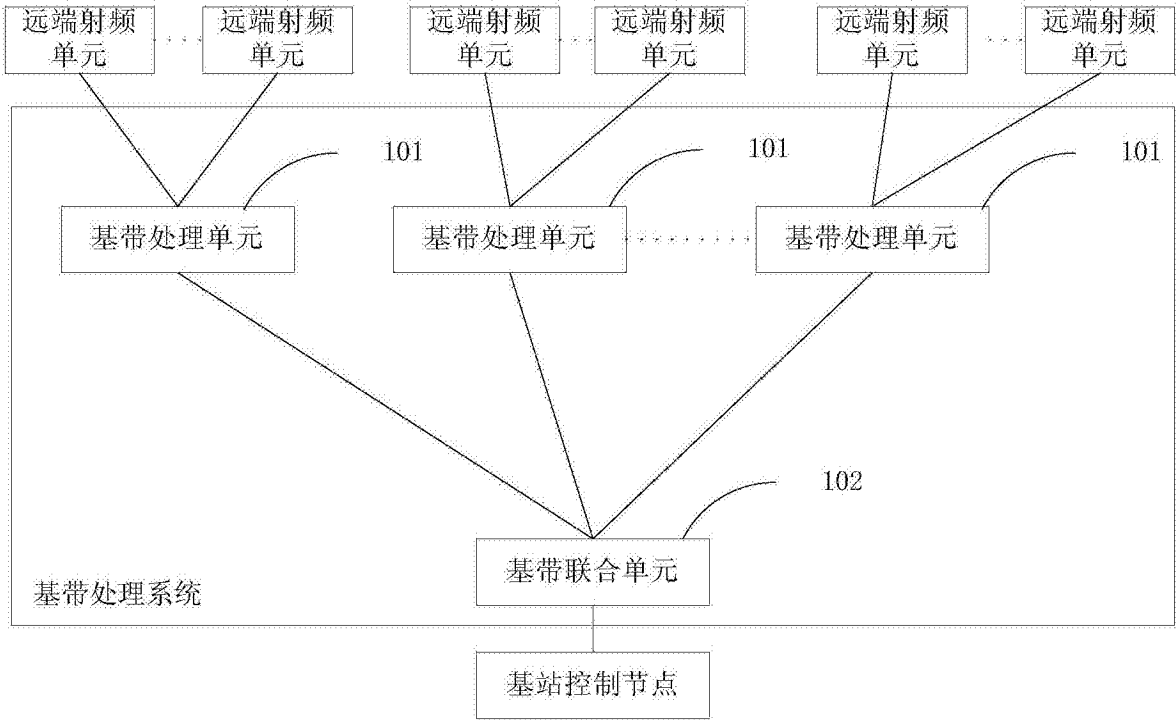 远端射频
单元
远端射频
单元
远端射频
单元
远端射频
单元
远端射频
单元
远端射频
单元
101
101
101
基带处理单元
基带处理单元
基带处理单元
102
基带联合单元
基带处理系统
基站控制节点